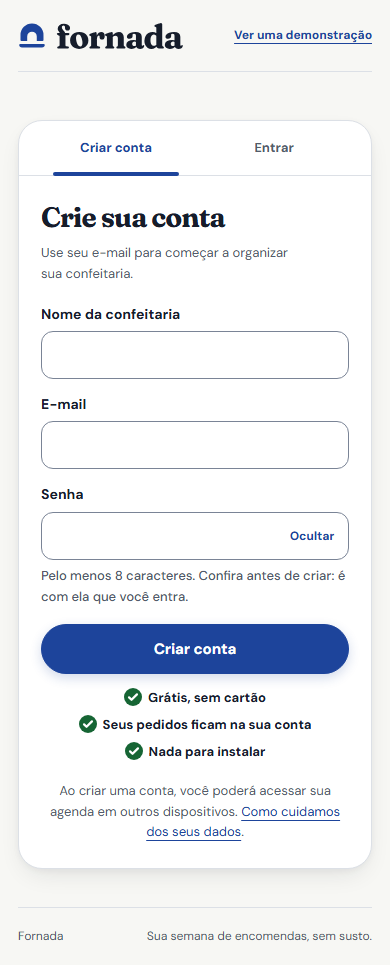 fornada
Ver uma demonstração
Criar conta
Entrar
Crie sua conta
Use seu e-mail para começar a organizar
sua confeitaria.
Nome da confeitaria
E-mail
Senha
Ocultar
Pelo menos 8 caracteres. Confira antes de criar: é
com ela que você entra.
Criar conta
Grátis, sem cartão
Seus pedidos ficam na sua conta
Nada para instalar
Ao criar uma conta, você poderá acessar sua
agenda em outros dispositivos. Como cuidamos
dos seus dados.
Fornada
Sua semana de encomendas, sem susto.